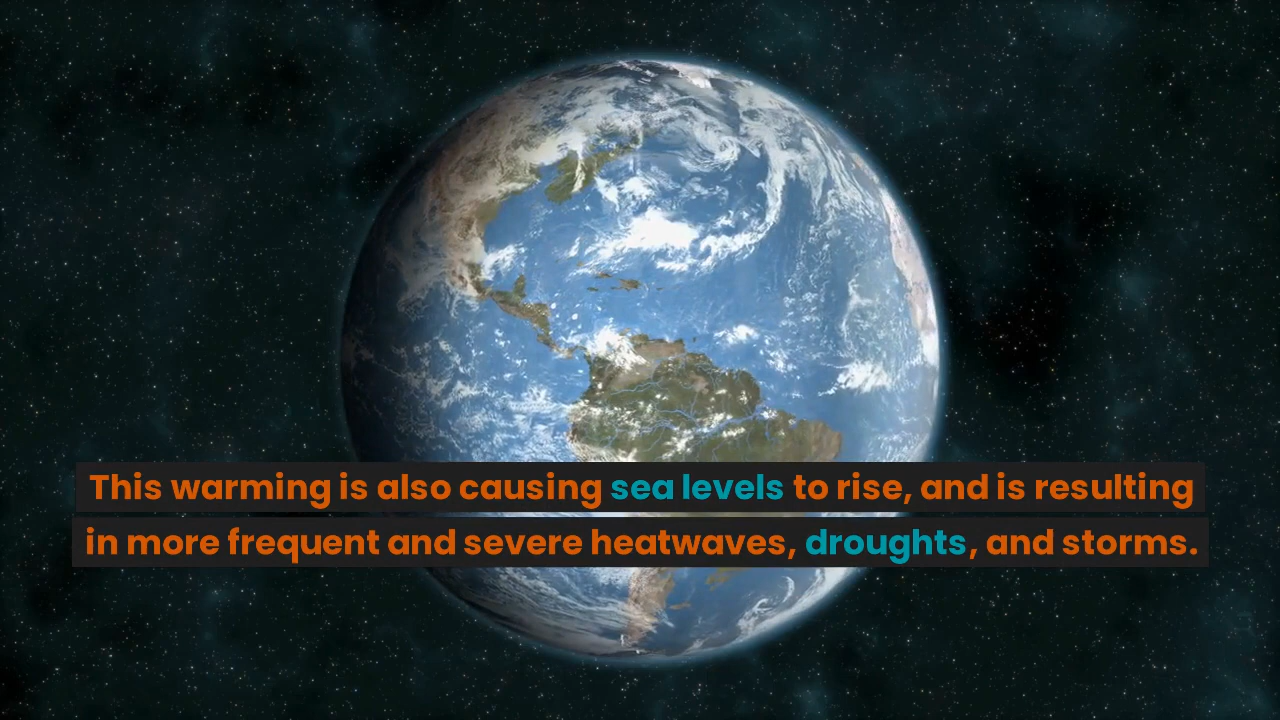 This warming is also causing sea levels to rise, and is resulting
in more frequent and severe heatwaves, droughts, and storms.